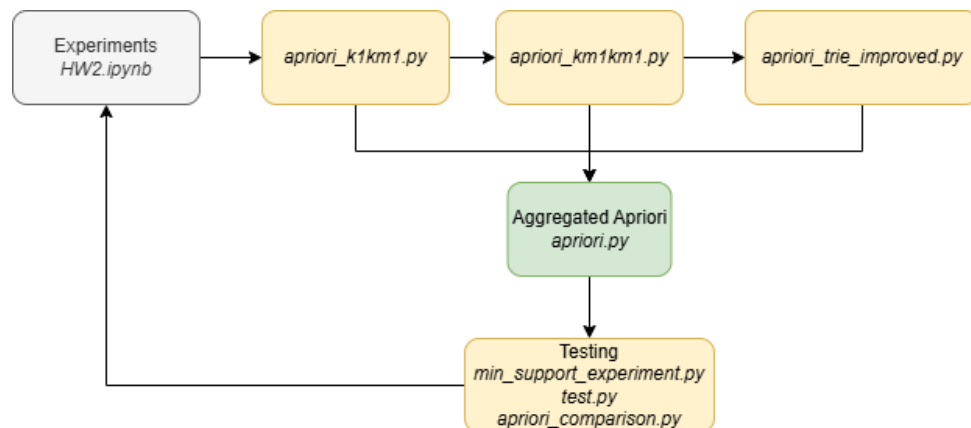 Experiments
HW2.ipynb
apriori_k1km1.py
apriori_km1km1.py
apriori_trie_improved.py
Aggregated Apriori
apriori.py
Testing
min_support_experiment.py
test.py
apriori_comparison.py